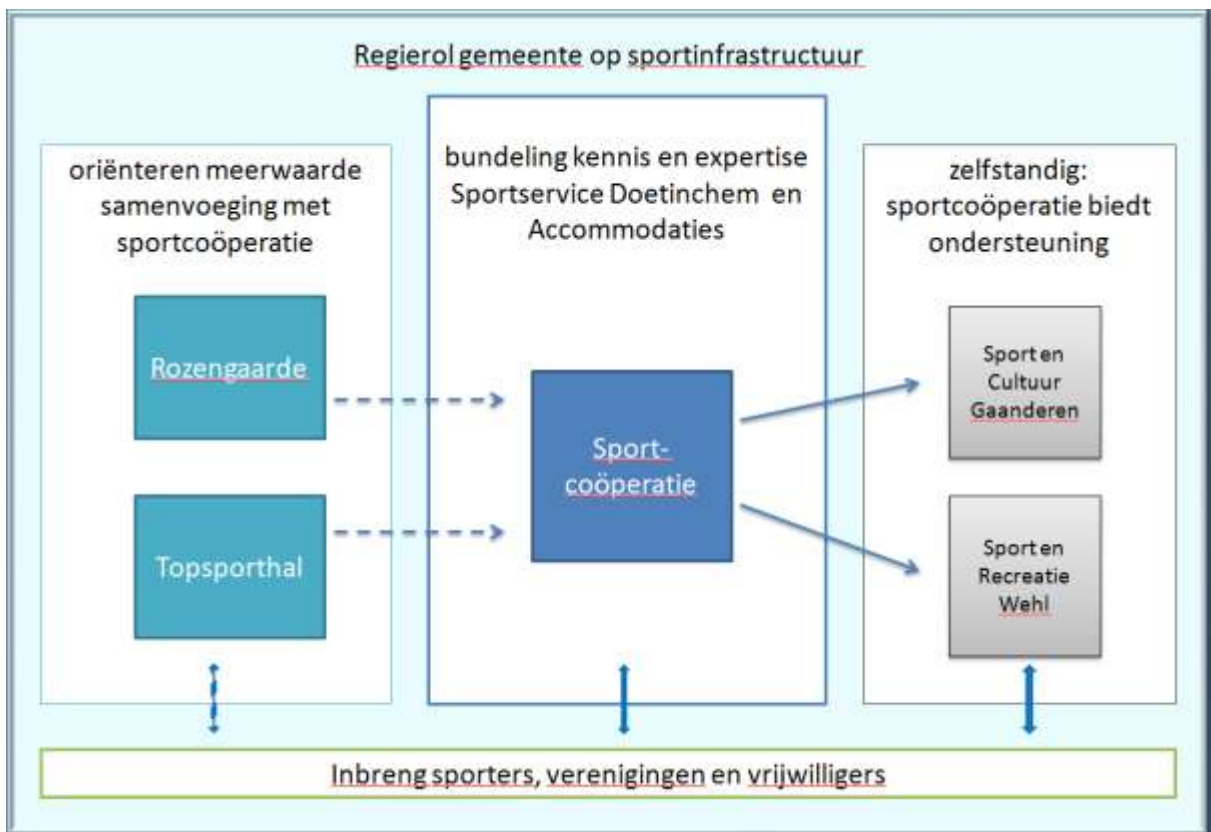 Regierol gemeente op sportinfrastructuur
oriënteren meerwaarde
samenvoeging met
sportcoöperatie
Rozengaarde
Topsporthal
bundeling kennis en expertise
Sportservice Doetinchem en
Accommodaties
Sport-
coöperatie
zelfstandig:
sportcoöperatie biedt
ondersteuning
Sport en
Cultuur
Gaanderen
Sport en
Recreatie
Wehl
Inbreng sporters, verenigingen en vrijwilligers